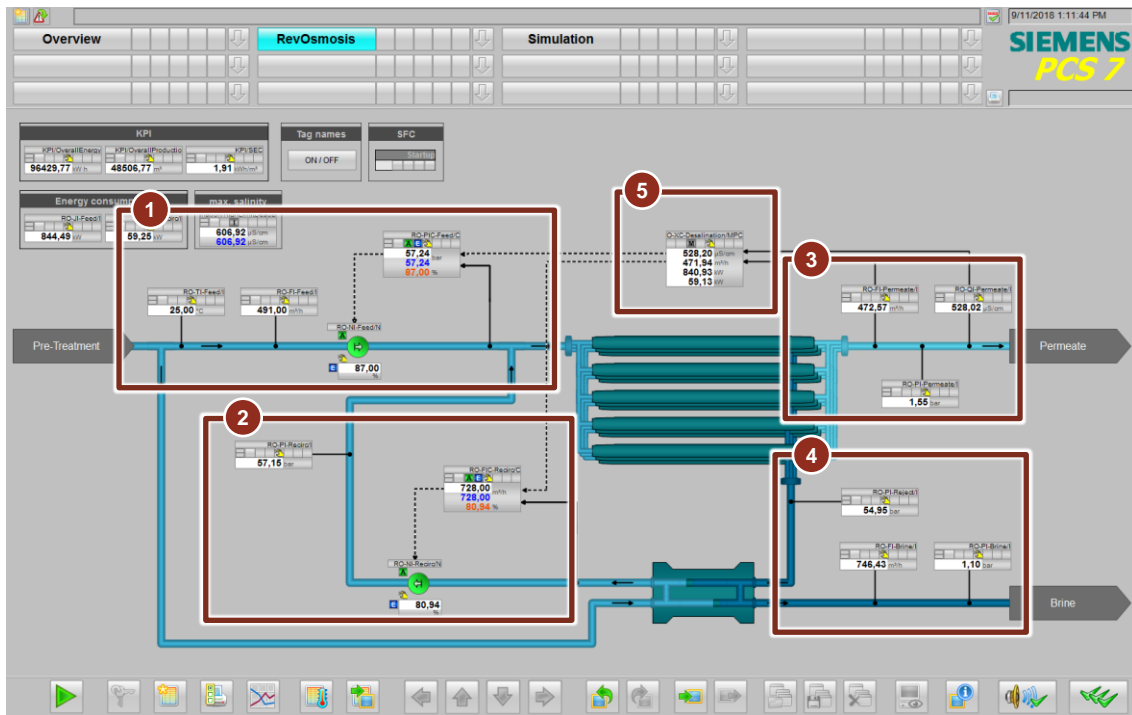 9/11/2018 1:11:44 PM
Overview
RevOsmosis
Simulation
SIEMENS
PCS 7
KPI
KPI/OverallEnergy
96429,77 kW h
KPI/OverallProductio
48506,77 m³
KPI/SEC
1,91 kWh/m³
Tag names
ON / OFF
SFC
Startup
Energy consum
RO-JI-Feed/I
844,49 kW
59,25 kW
max. salinity
606,92 µS/cm
606,92 µS/cm
1
RO-PIC-Feed/C
A E
57,24 bar
57,24
87,00 %
RO-TI-Feed/I
25,00 °C
RO-FI-Feed/I
491,00 m³/h
RO-NI-Feed/N
A
E 87,00
%
Pre-Treatment
5
O-XC-Desalination/MPC
M
528,20 µS/cm
471,94 m³/h
840,93 kW
59,13 kW
3
RO-FI-Permeate/I
472,57 m³/h
RO-QI-Permeate/I
528,02 µS/cm
RO-PI-Permeate/I
1,55 bar
Permeate
2
RO-PI-Recirc/I
57,15 bar
RO-FIC-Recirc/C
A E
728,00 m³/h
728,00
80,94 %
RO-NI-Recirc/N
A
E 80,94
%
4
RO-PI-Reject/I
54,95 bar
RO-FI-Brine/I
746,43 m³/h
RO-PI-Brine/I
1,10 bar
Brine